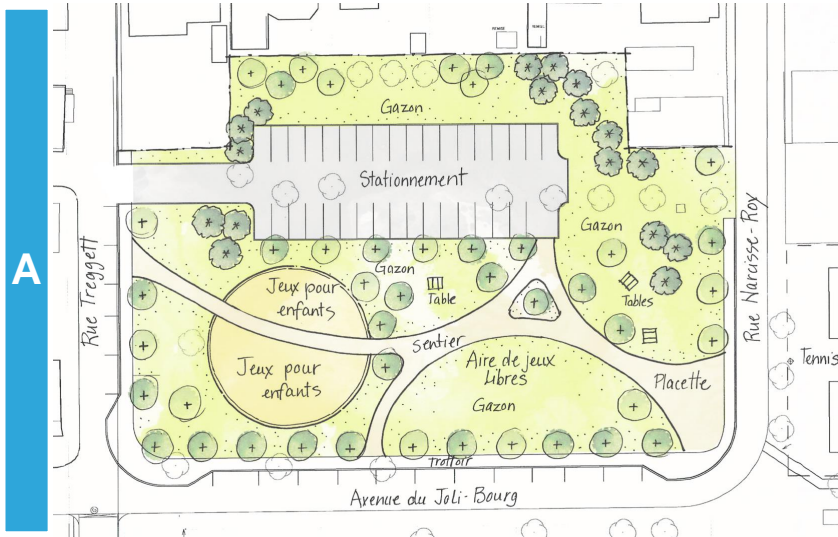 A
Gazon
Stationnement
Gazon
Gazon
Table
Tables
Jeux pour
enfants
Sentier
Jeux pour
enfants
Aire de jeux
Libres
Gazon
Placette
Tennis
Trottoir
Rue Treggett
Rue Narcisse-Roy
Avenue du Joli-Bourg